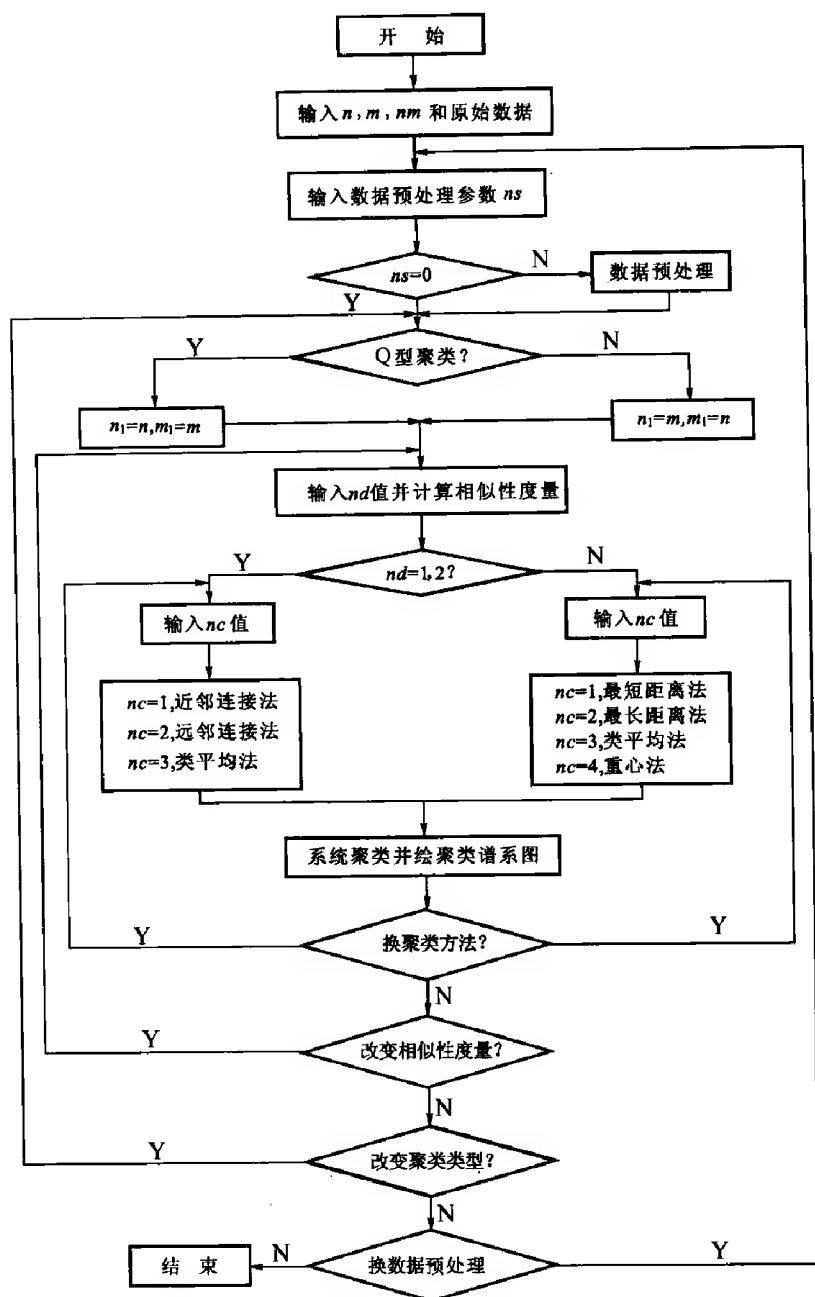 开 始
输入n,m,nm和原始数据
输入数据预处理参数ns
ns=0
N
数据预处理
Y
Q型聚类?
Y
N
n₁=n,m₁=m
n₁=m,m₁=n
输入nd值并计算相似性度量
Y
nd=1,2?
N
输入nc值
输入nc值
nc=1,近邻连接法
nc=2,远邻连接法
nc=3,类平均法
nc=1,最短距离法
nc=2,最长距离法
nc=3,类平均法
nc=4,重心法
系统聚类并绘聚类谱系图
Y
换聚类方法?
Y
N
Y
改变相似性度量?
N
Y
改变聚类类型?
N
结 束
N
换数据预处理
Y